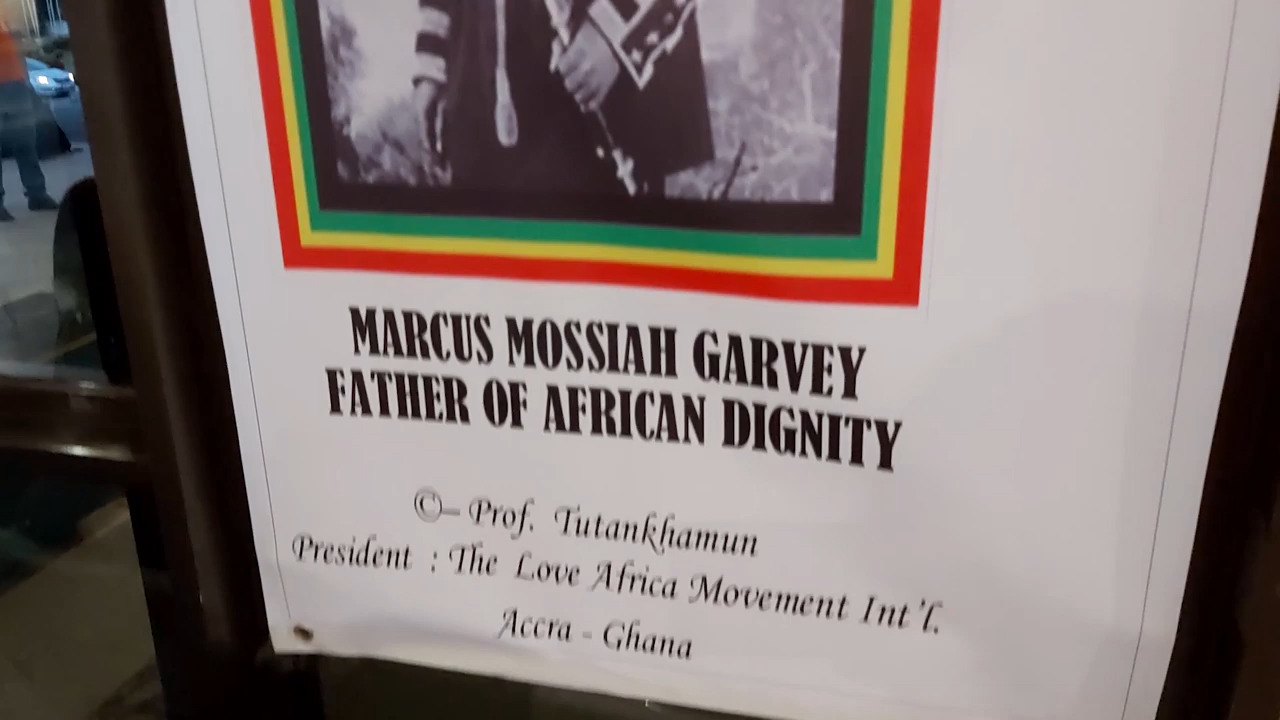 MARCUS MOSSIAH GARVEY
FATHER OF AFRICAN DIGNITY
©– Prof. Tutankhamun
President : The Love Africa Movement Int'l.
Accra - Ghana